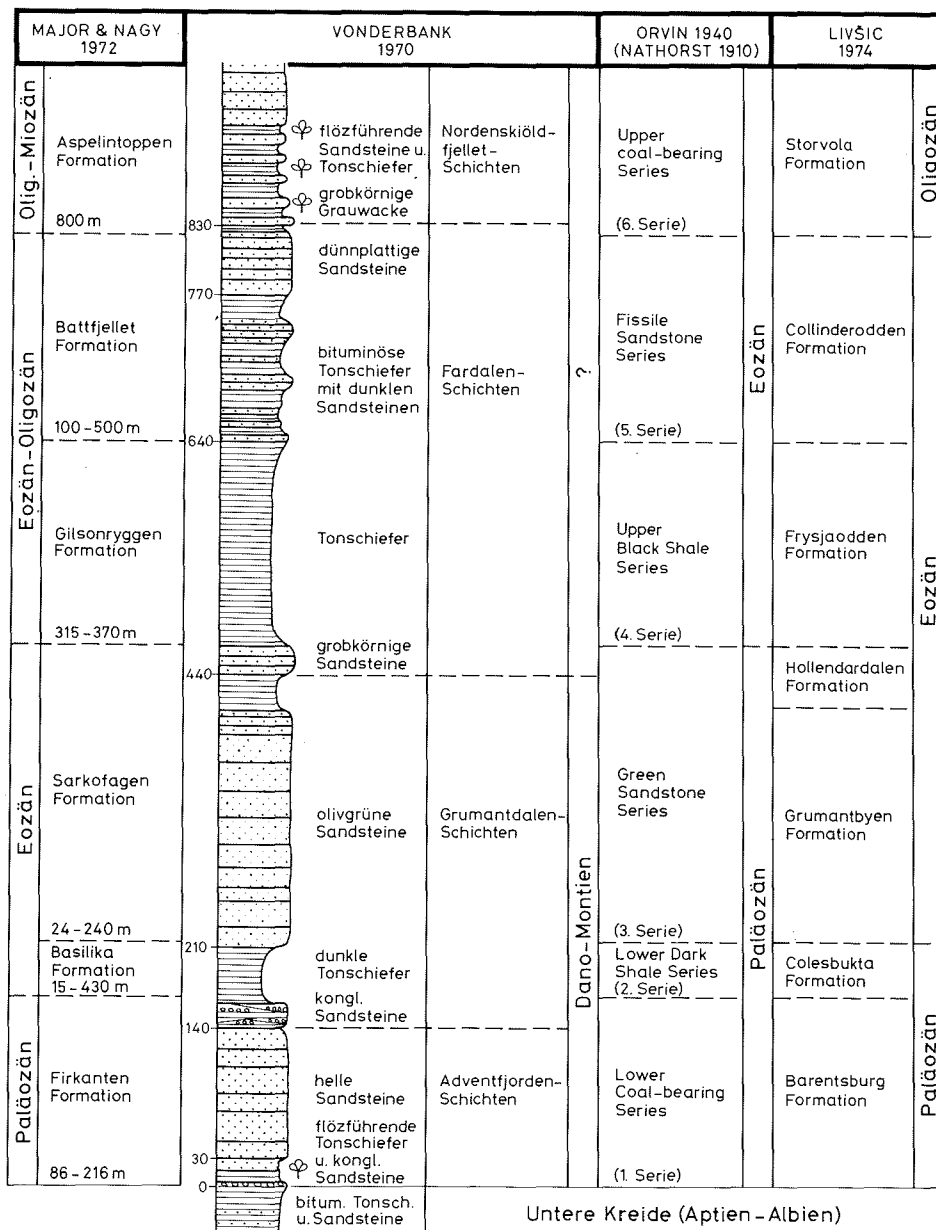 MAJOR & NAGY
1972
VONDERBANK
1970
ORVIN 1940
(NATHORST 1910)
LIVŠIC
1974
Olig.-Miozän
Aspelintoppen
Formation
800 m
Eozän-Oligozän
Battfjellet
Formation
100-500 m
Gilsonryggen
Formation
315-370 m
Eozän
Sarkofagen
Formation
24-240 m
Basilika
Formation
15-430 m
Paläozän
Firkanten
Formation
86-216 m
830
770
640
440
210
140
30
0
flözführende
Sandsteine u.
Tonschiefer
grobkörnige
Grauwacke
dünnplattige
Sandsteine
bituminöse
Tonschiefer
mit dunklen
Sandsteinen
Tonschiefer
grobkörnige
Sandsteine
olivgrüne
Sandsteine
dunkle
Tonschiefer
kongl.
Sandsteine
helle
Sandsteine
flözführende
Tonschiefer
u. kongl.
Sandsteine
bitum. Tonsch.
u. Sandsteine
Nordenskiöld-
fjellet-
Schichten
Fardalen-
Schichten
Grumantdalen-
Schichten
Adventfjorden-
Schichten
?
Dano-Montien
Upper
coal-bearing
Series
(6. Serie)
Fissile
Sandstone
Series
(5. Serie)
Upper
Black Shale
Series
(4. Serie)
Green
Sandstone
Series
(3. Serie)
Lower Dark
Shale Series
(2. Serie)
Lower
Coal-bearing
Series
(1. Serie)
Eozän
Paläozän
Storvola
Formation
Collinderodden
Formation
Frysjaodden
Formation
Hollendardalen
Formation
Grumantbyen
Formation
Colesbukta
Formation
Barentsburg
Formation
Oligozän
Eozän
Paläozän
Untere Kreide (Aptien-Albien)